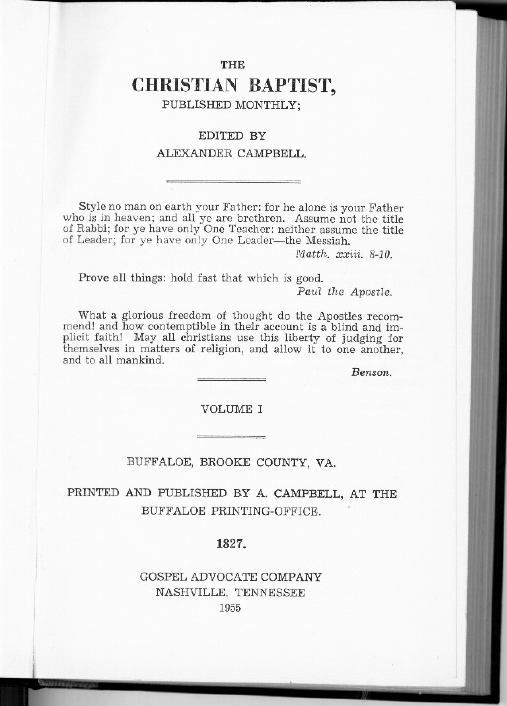 THE
CHRISTIAN BAPTIST,
PUBLISHED MONTHLY;
EDITED BY
ALEXANDER CAMPBELL.
Style no man on earth your Father: for he alone is your Father
who is in heaven; and all ye are brethren. Assume not the title
of Rabbi; for ye have only One Teacher: neither assume the title
of Leader; for ye have only One Leader—the Messiah.
Matth. xxiii. 8-10.
Prove all things: hold fast that which is good.
Paul the Apostle.
What a glorious freedom of thought do the Apostles recom-
mend! and how contemptible in their account is a blind and im-
plicit faith! May all christians use this liberty of judging for
themselves in matters of religion, and allow it to one another,
and to all mankind.
Benson.
VOLUME I
BUFFALOE, BROOKE COUNTY, VA.
PRINTED AND PUBLISHED BY A. CAMPBELL, AT THE
BUFFALOE PRINTING-OFFICE.
1827.
GOSPEL ADVOCATE COMPANY
NASHVILLE, TENNESSEE
1955